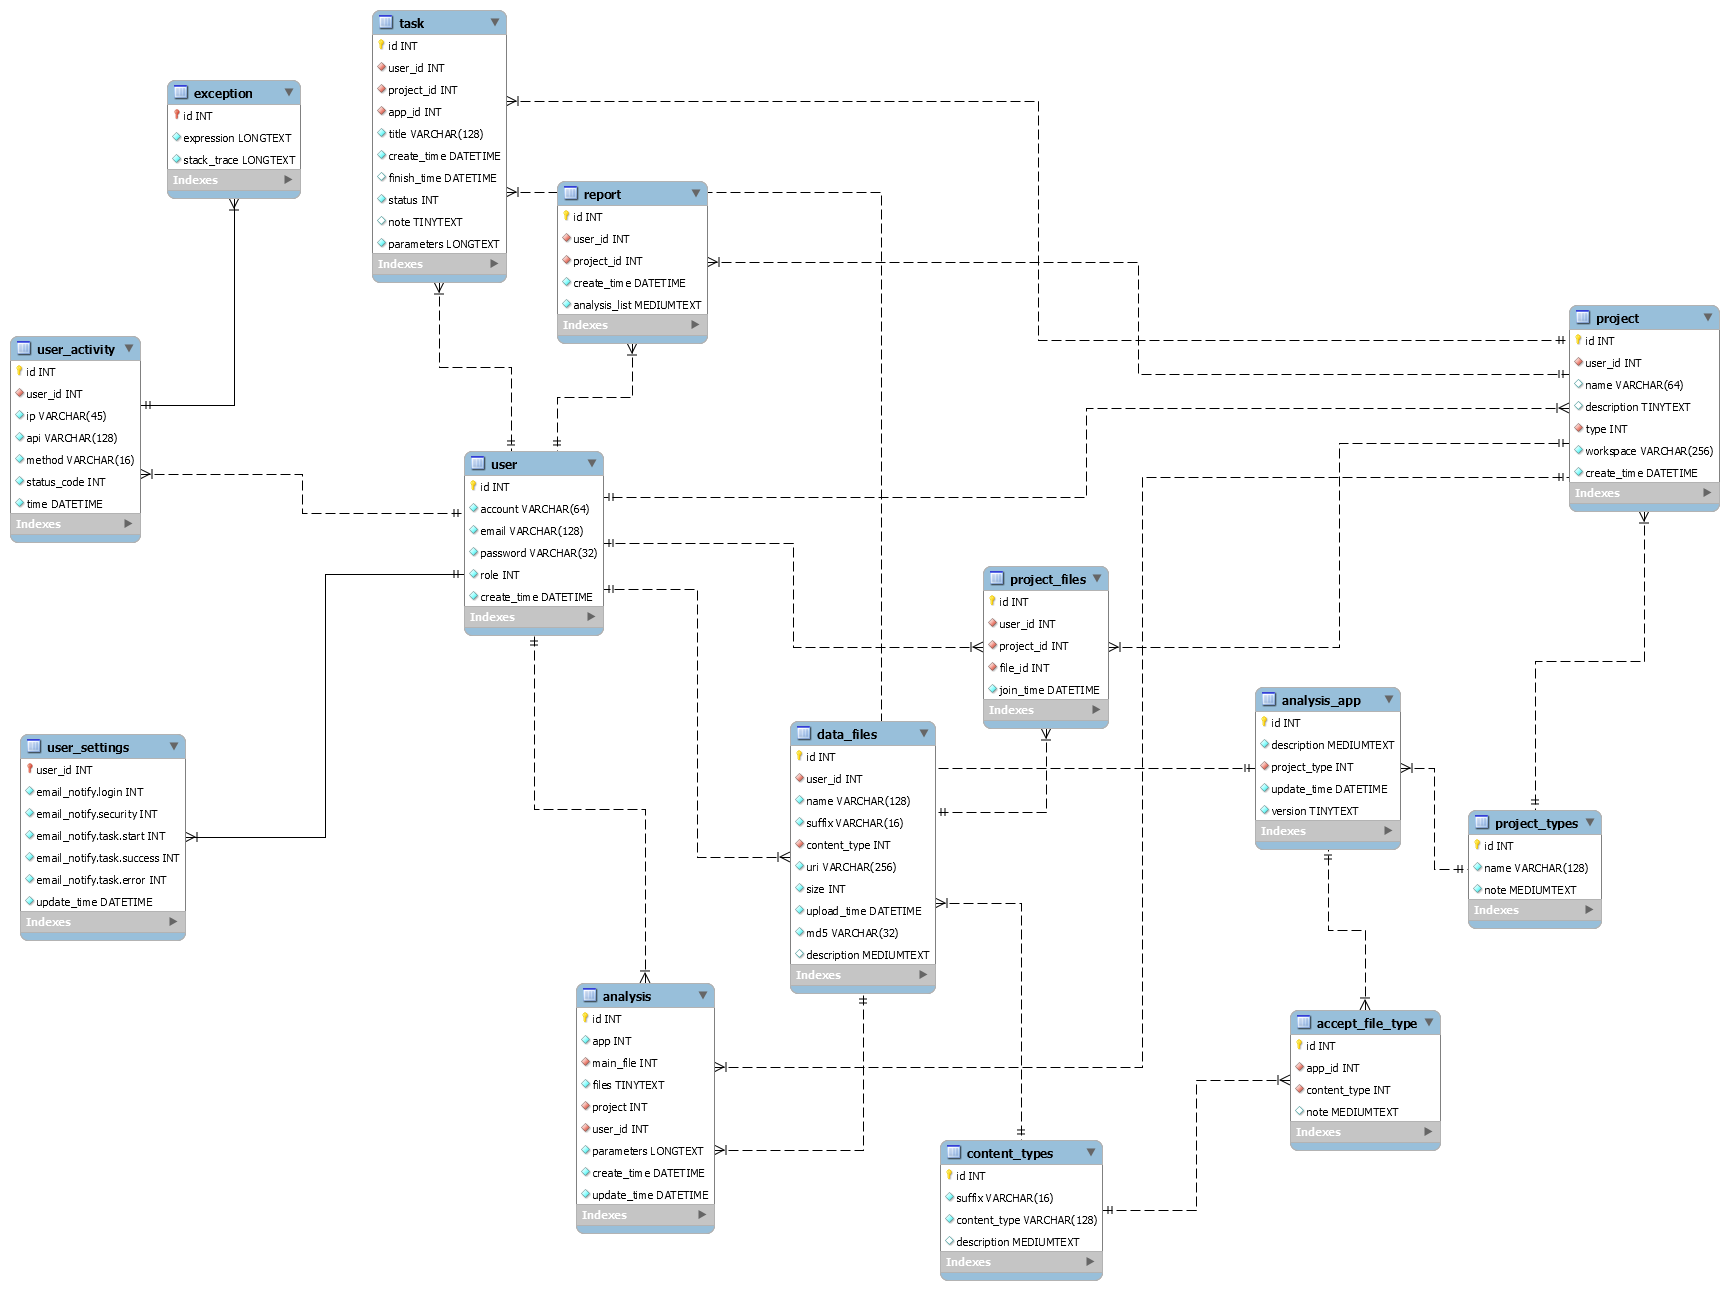 task
id INT
user_id INT
project_id INT
app_id INT
title VARCHAR(128)
create_time DATETIME
finish_time DATETIME
status INT
note TINYTEXT
parameters LONGTEXT
Indexes
exception
id INT
expression LONGTEXT
stack_trace LONGTEXT
Indexes
report
id INT
user_id INT
project_id INT
create_time DATETIME
analysis_list MEDIUMTEXT
Indexes
project
id INT
user_id INT
name VARCHAR(64)
description TINYTEXT
type INT
workspace VARCHAR(256)
create_time DATETIME
Indexes
user_activity
id INT
user_id INT
ip VARCHAR(45)
api VARCHAR(128)
method VARCHAR(16)
status_code INT
time DATETIME
Indexes
user
id INT
account VARCHAR(64)
email VARCHAR(128)
password VARCHAR(32)
role INT
create_time DATETIME
Indexes
project_files
id INT
user_id INT
project_id INT
file_id INT
join_time DATETIME
Indexes
analysis_app
id INT
description MEDIUMTEXT
project_type INT
update_time DATETIME
version TINYTEXT
Indexes
user_settings
user_id INT
email_notify.login INT
email_notify.security INT
email_notify.task.start INT
email_notify.task.success INT
email_notify.task.error INT
update_time DATETIME
Indexes
data_files
id INT
user_id INT
name VARCHAR(128)
suffix VARCHAR(16)
content_type INT
uri VARCHAR(256)
size INT
upload_time DATETIME
md5 VARCHAR(32)
description MEDIUMTEXT
Indexes
project_types
id INT
name VARCHAR(128)
note MEDIUMTEXT
Indexes
analysis
id INT
app INT
main_file INT
files TINYTEXT
project INT
user_id INT
parameters LONGTEXT
create_time DATETIME
update_time DATETIME
Indexes
accept_file_type
id INT
app_id INT
content_type INT
note MEDIUMTEXT
Indexes
content_types
id INT
suffix VARCHAR(16)
content_type VARCHAR(128)
description MEDIUMTEXT
Indexes